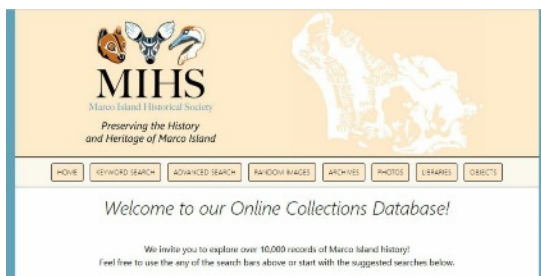 MIHS
Marco Island Historical Society
Preserving the History
and Heritage of Marco Island
HOME KEYWORD SEARCH ADVANCED SEARCH RANDOM IMAGES ARCHIVES PHOTOS LIBRARIES OBJECTS
Welcome to our Online Collections Database!
We invite you to explore over 10,000 records of Marco Island history!
Feel free to use the any of the search bars above or start with the suggested searches below.